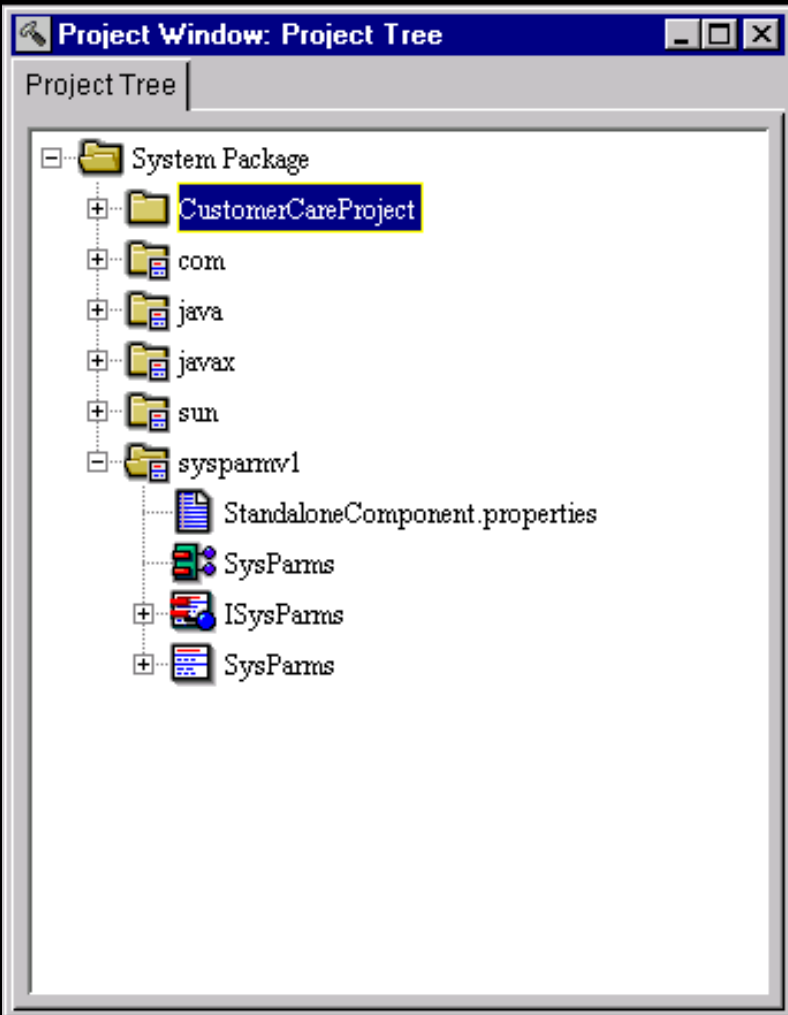 Project Window: Project Tree
Project Tree
System Package
CustomerCareProject
com
java
javax
sun
sysparmv1
StandaloneComponent.properties
SysParms
ISysParms
SysParms